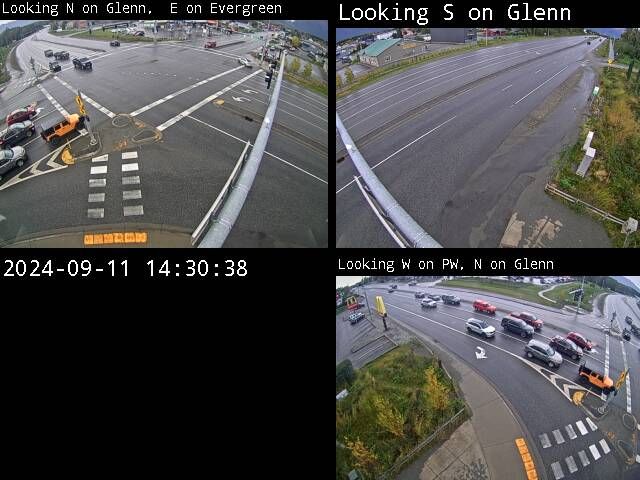 Looking N on Glenn,  E on Evergreen
Looking S on Glenn
2024-09-11 14:30:38
Looking W on PW, N on Glenn